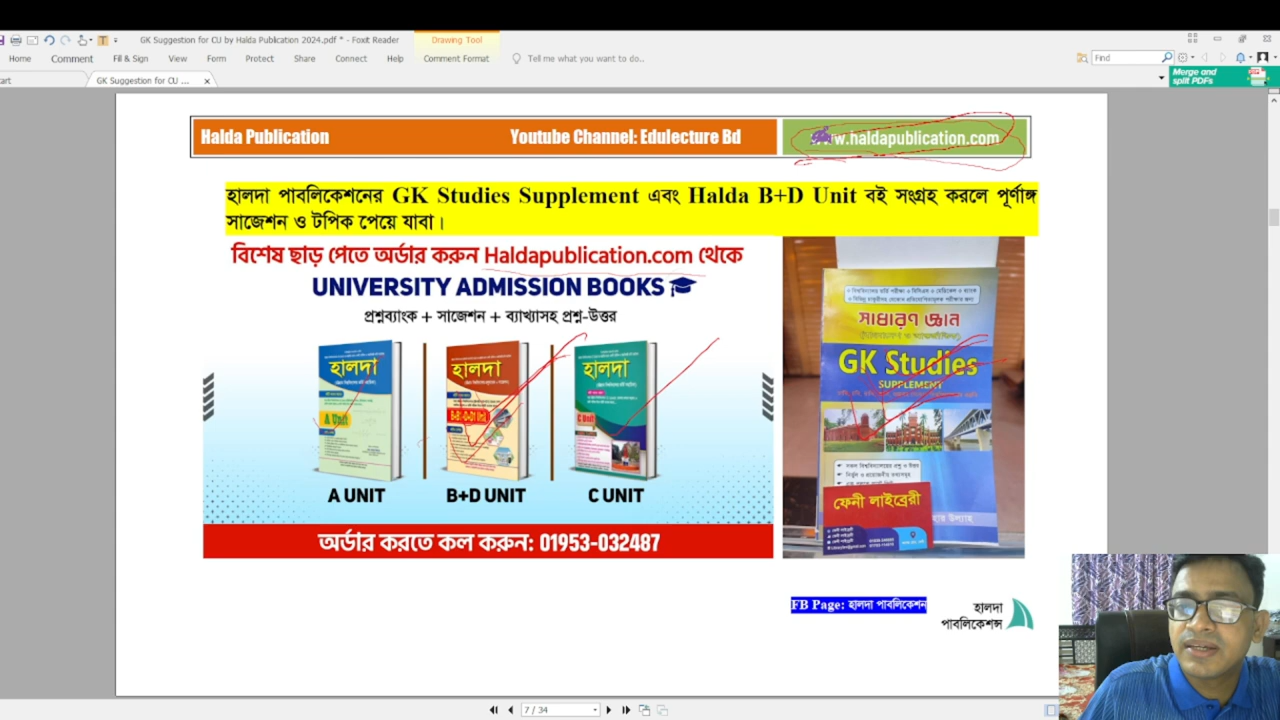 GK Suggestion for CU by Halda Publication 2024.pdf * - Foxit Reader
Drawing Tool
Home Comment Fill & Sign View Form Protect Share Connect Help Comment Format Tell me what you want to do.. Find
GK Suggestion for CU ... ×
Merge and
split PDFs
Halda Publication Youtube Channel: Edulecture Bd www.haldapublication.com
হালদা পাবলিকেশনের GK Studies Supplement এবং Halda B+D Unit বই সংগ্রহ করলে পূর্ণাঙ্গ
সাজেশন ও টপিক পেয়ে যাবা।
বিশেষ ছাড় পেতে অর্ডার করুন Haldapublication.com থেকে
UNIVERSITY ADMISSION BOOKS
প্রশ্নব্যাংক + সাজেশন + ব্যাখ্যাসহ প্রশ্ন-উত্তর
হালদা
A Unit
হালদা
হালদা
C Unit
A UNIT
B+D UNIT
C UNIT
অর্ডার করতে কল করুন: 01953-032487
সাধারণ জ্ঞান
GK Studies
SUPPLEMENT
ফেনী লাইব্রেরী
FB Page: হালদা পাবলিকেশন
হালদা
পাবলিকেশন্স
7 / 34